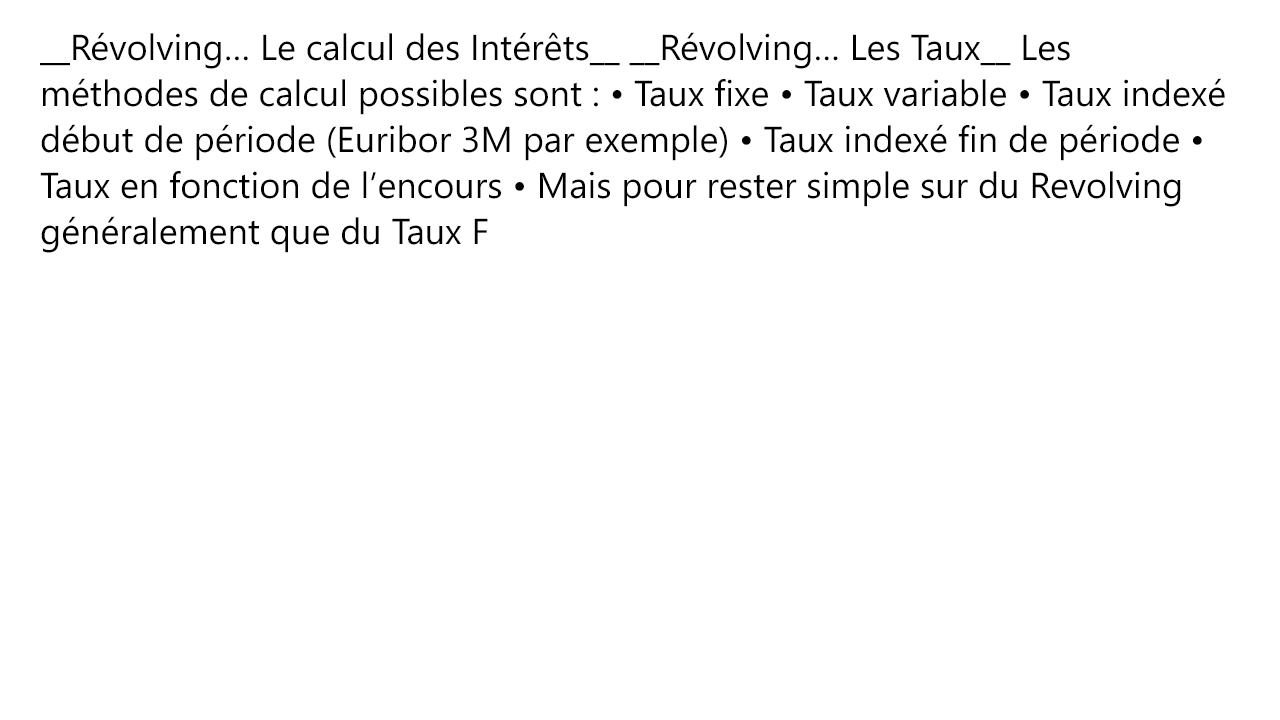 __Révolving... Le calcul des Intérêts__ __Révolving... Les Taux__ Les
méthodes de calcul possibles sont : • Taux fixe • Taux variable • Taux indexé
début de période (Euribor 3M par exemple) • Taux indexé fin de période •
Taux en fonction de l’encours • Mais pour rester simple sur du Revolving
généralement que du Taux F